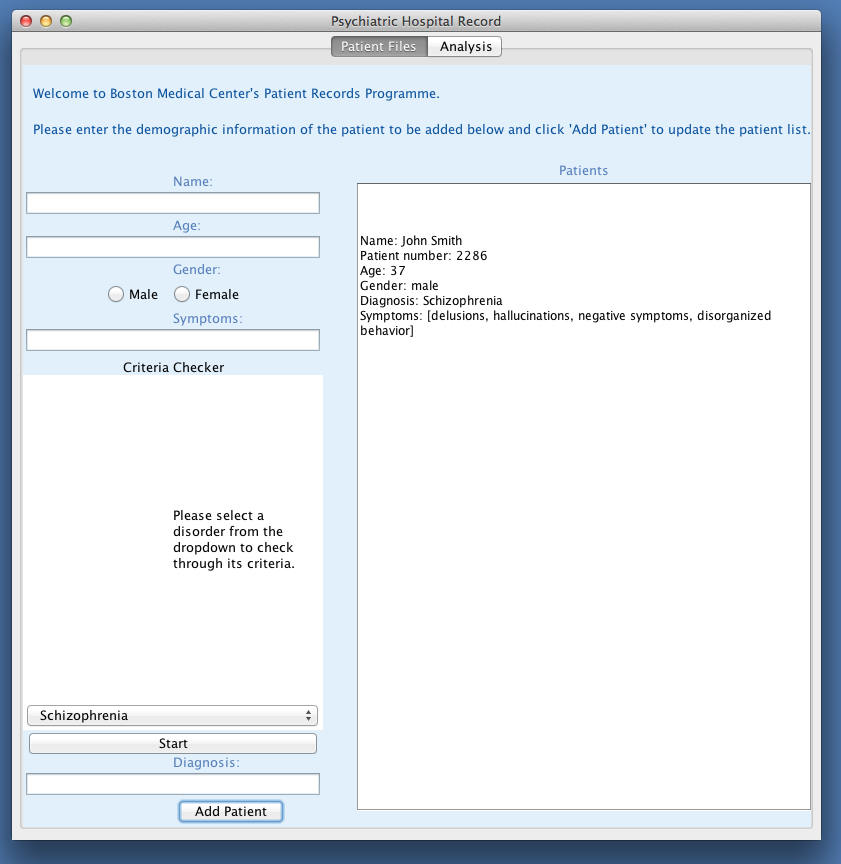 Psychiatric Hospital Record
Patient Files
Analysis
Welcome to Boston Medical Center's Patient Records Programme.
Please enter the demographic information of the patient to be added below and click 'Add Patient' to update the patient list.
Name:
Age:
Gender:
Male
Female
Symptoms:
Criteria Checker
Please select a
disorder from the
dropdown to check
through its criteria.
Schizophrenia
Start
Diagnosis:
Add Patient
Patients
Name: John Smith
Patient number: 2286
Age: 37
Gender: male
Diagnosis: Schizophrenia
Symptoms: [delusions, hallucinations, negative symptoms, disorganized
behavior]